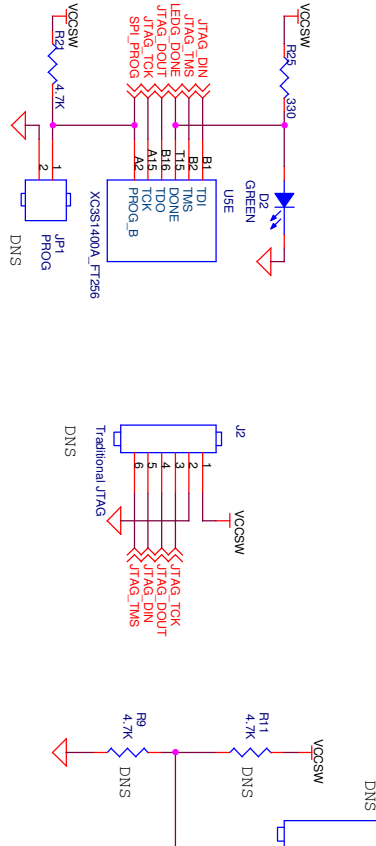 VCCSW
R21
4.7K
1
2
JP1
PROG
DNS
JTAG_DIN
JTAG_TMS
LEDG_DONE
JTAG_DOUT
JTAG_TCK
SPI_PROG
B1
B2
T15
B16
A15
A2
TDI
TMS
DONE
TDO
TCK
PROG_B
U5E
XC3S1400A_FT256
VCCSW
R25
330
D2
GREEN
J2
1
2
3
4
5
6
Traditional JTAG
DNS
VCCSW
JTAG_TCK
JTAG_DOUT
JTAG_DIN
JTAG_TMS
VCCSW
R11
4.7K
DNS
R9
4.7K
DNS
DNS